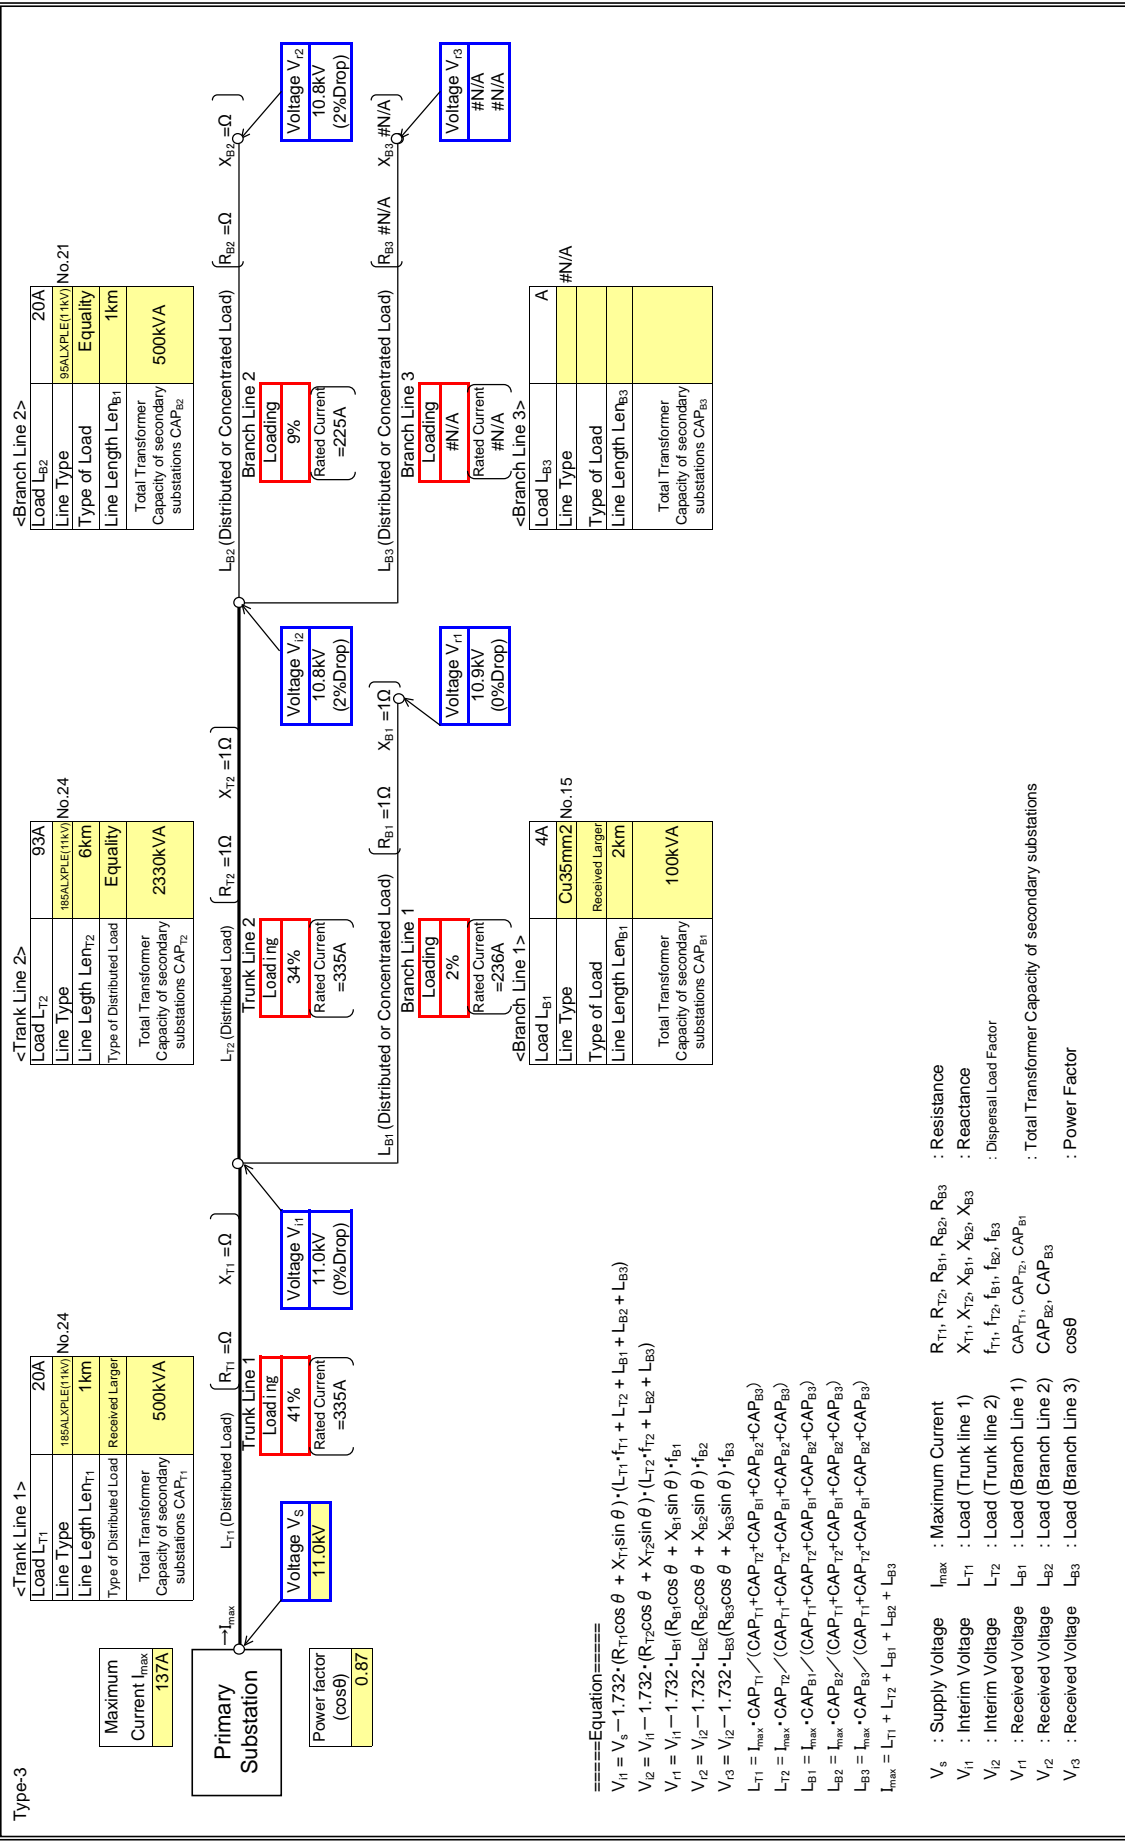 Type-3
Maximum
Current Imax
137A
Primary
Substation
Power factor
(cosθ)
0.87
<Trank Line 1>
Load LT1 20A
Line Type 185ALXPLE(11kV) No.24
Line Legth LenT1 1km
Type of Distributed Load Received Larger
Total Transformer
Capacity of secondary
substations CAPT1
500kVA
→Imax
LT1 (Distributed Load)
RT1 =Ω XT1 =Ω
Trunk Line 1
Loading
41%
Rated Current
=335A
Voltage VS
11.0kV
Voltage Vi1
11.0kV
(0%Drop)
<Trank Line 2>
Load LT2 93A
Line Type 185ALXPLE(11kV) No.24
Line Legth LenT2 6km
Type of Distributed Load Equality
Total Transformer
Capacity of secondary
substations CAPT2
2330kVA
LT2 (Distributed Load)
RT2 =1Ω XT2 =1Ω
Trunk Line 2
Loading
34%
Rated Current
=335A
Voltage Vi2
10.8kV
(2%Drop)
LB1 (Distributed or Concentrated Load)
RB1 =1Ω XB1 =1Ω
Branch Line 1
Loading
2%
Rated Current
=236A
Voltage Vr1
10.9kV
(0%Drop)
<Branch Line 1>
Load LB1 4A
Line Type Cu35mm2 No.15
Type of Load Received Larger
Line Length LenB1 2km
Total Transformer
Capacity of secondary
substations CAPB1
100kVA
<Branch Line 2>
Load LB2 20A
Line Type 95ALXPLE(11kV) No.21
Type of Load Equality
Line Length LenB1 1km
Total Transformer
Capacity of secondary
substations CAPB2
500kVA
LB2 (Distributed or Concentrated Load)
RB2 =Ω XB2 =Ω
Branch Line 2
Loading
9%
Rated Current
=225A
Voltage Vr2
10.8kV
(2%Drop)
LB3 (Distributed or Concentrated Load)
RB3 #N/A XB3 #N/A
Branch Line 3
Loading
#N/A
Rated Current
#N/A
Voltage Vr3
#N/A
#N/A
<Branch Line 3>
Load LB3 A
Line Type #N/A
Type of Load
Line Length LenB3
Total Transformer
Capacity of secondary
substations CAPB3
=====Equation=====
Vi1 = Vs－1.732・(RT1cosθ + XT1sinθ)・(LT1・fT1 + LT2 + LB1 + LB2 + LB3)
Vi2 = Vi1－1.732・(RT2cosθ + XT2sinθ)・(LT2・fT2 + LB2 + LB3)
Vr1 = Vi1－1.732・LB1(RB1cosθ + XB1sinθ)・fB1
Vr2 = Vi2－1.732・LB2(RB2cosθ + XB2sinθ)・fB2
Vr3 = Vi2－1.732・LB3(RB3cosθ + XB3sinθ)・fB3
LT1 = Imax・CAPT1／(CAPT1+CAPT2+CAPB1+CAPB2+CAPB3)
LT2 = Imax・CAPT2／(CAPT1+CAPT2+CAPB1+CAPB2+CAPB3)
LB1 = Imax・CAPB1／(CAPT1+CAPT2+CAPB1+CAPB2+CAPB3)
LB2 = Imax・CAPB2／(CAPT1+CAPT2+CAPB1+CAPB2+CAPB3)
LB3 = Imax・CAPB3／(CAPT1+CAPT2+CAPB1+CAPB2+CAPB3)
Imax = LT1 + LT2 + LB1 + LB2 + LB3
Vs : Supply Voltage Imax : Maximum Current RT1, RT2, RB1, RB2, RB3 : Resistance
Vi1 : Interim Voltage LT1 : Load (Trunk line 1) XT1, XT2, XB1, XB2, XB3 : Reactance
Vi2 : Interim Voltage LT2 : Load (Trunk line 2) fT1, fT2, fB1, fB2, fB3 : Dispersal Load Factor
Vr1 : Received Voltage LB1 : Load (Branch Line 1) CAPT1, CAPT2, CAPB1 : Total Transformer Capacity of secondary substations
Vr2 : Received Voltage LB2 : Load (Branch Line 2) CAPB2, CAPB3
Vr3 : Received Voltage LB3 : Load (Branch Line 3) cosθ : Power Factor